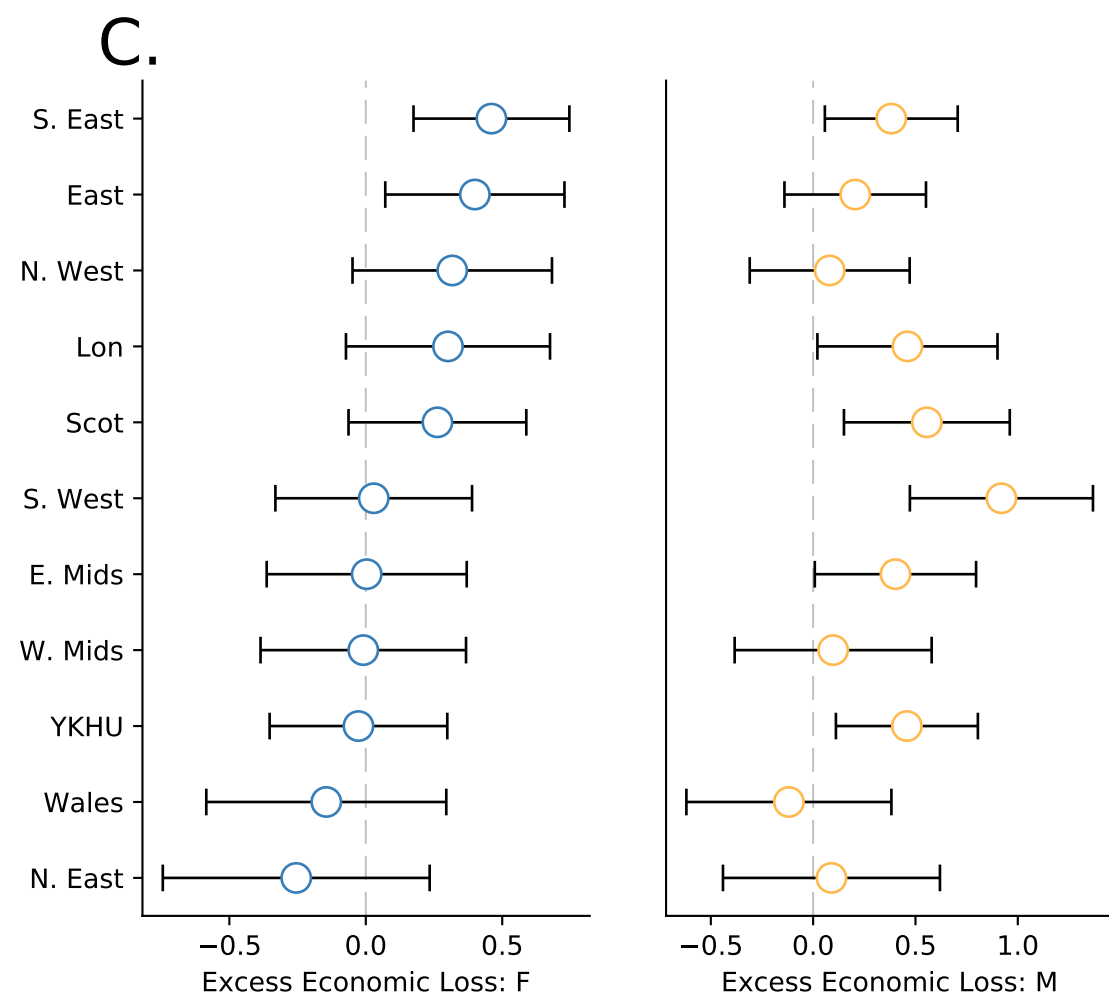 C.
S. East
East
N. West
Lon
Scot
S. West
E. Mids
W. Mids
YKHU
Wales
N. East
−0.5 0.0 0.5
Excess Economic Loss: F
−0.5 0.0 0.5 1.0
Excess Economic Loss: M